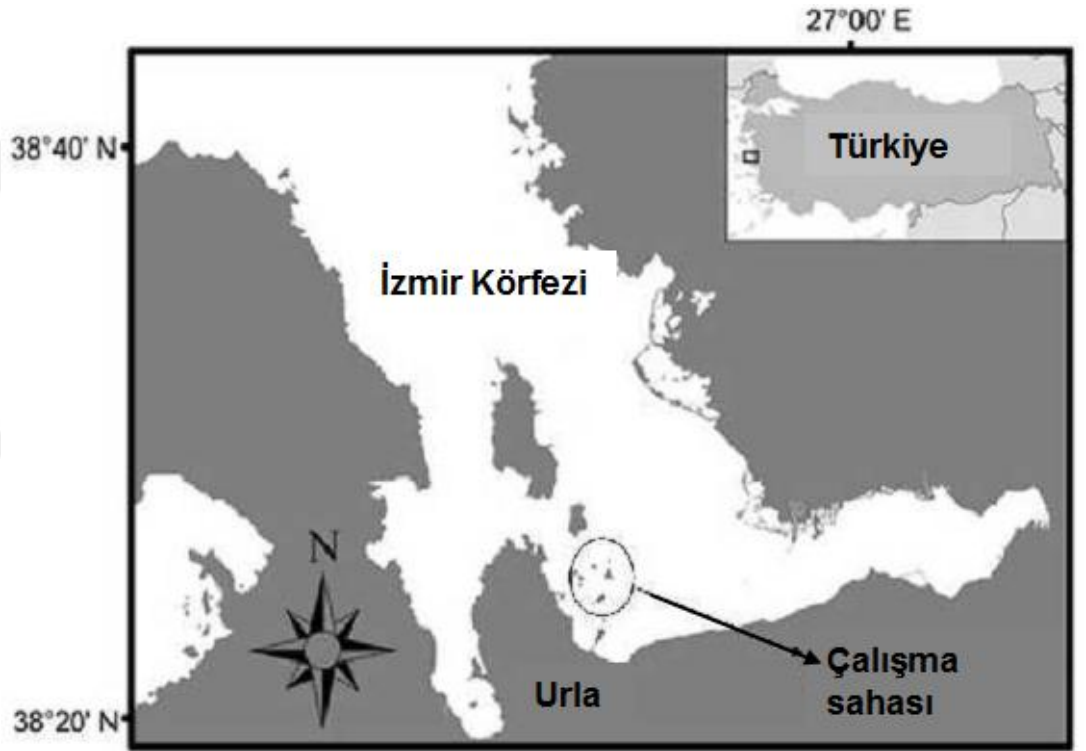 27°00' E
38°40' N
Türkiye
İzmir Körfezi
N
Urla
Çalışma
sahası
38°20' N